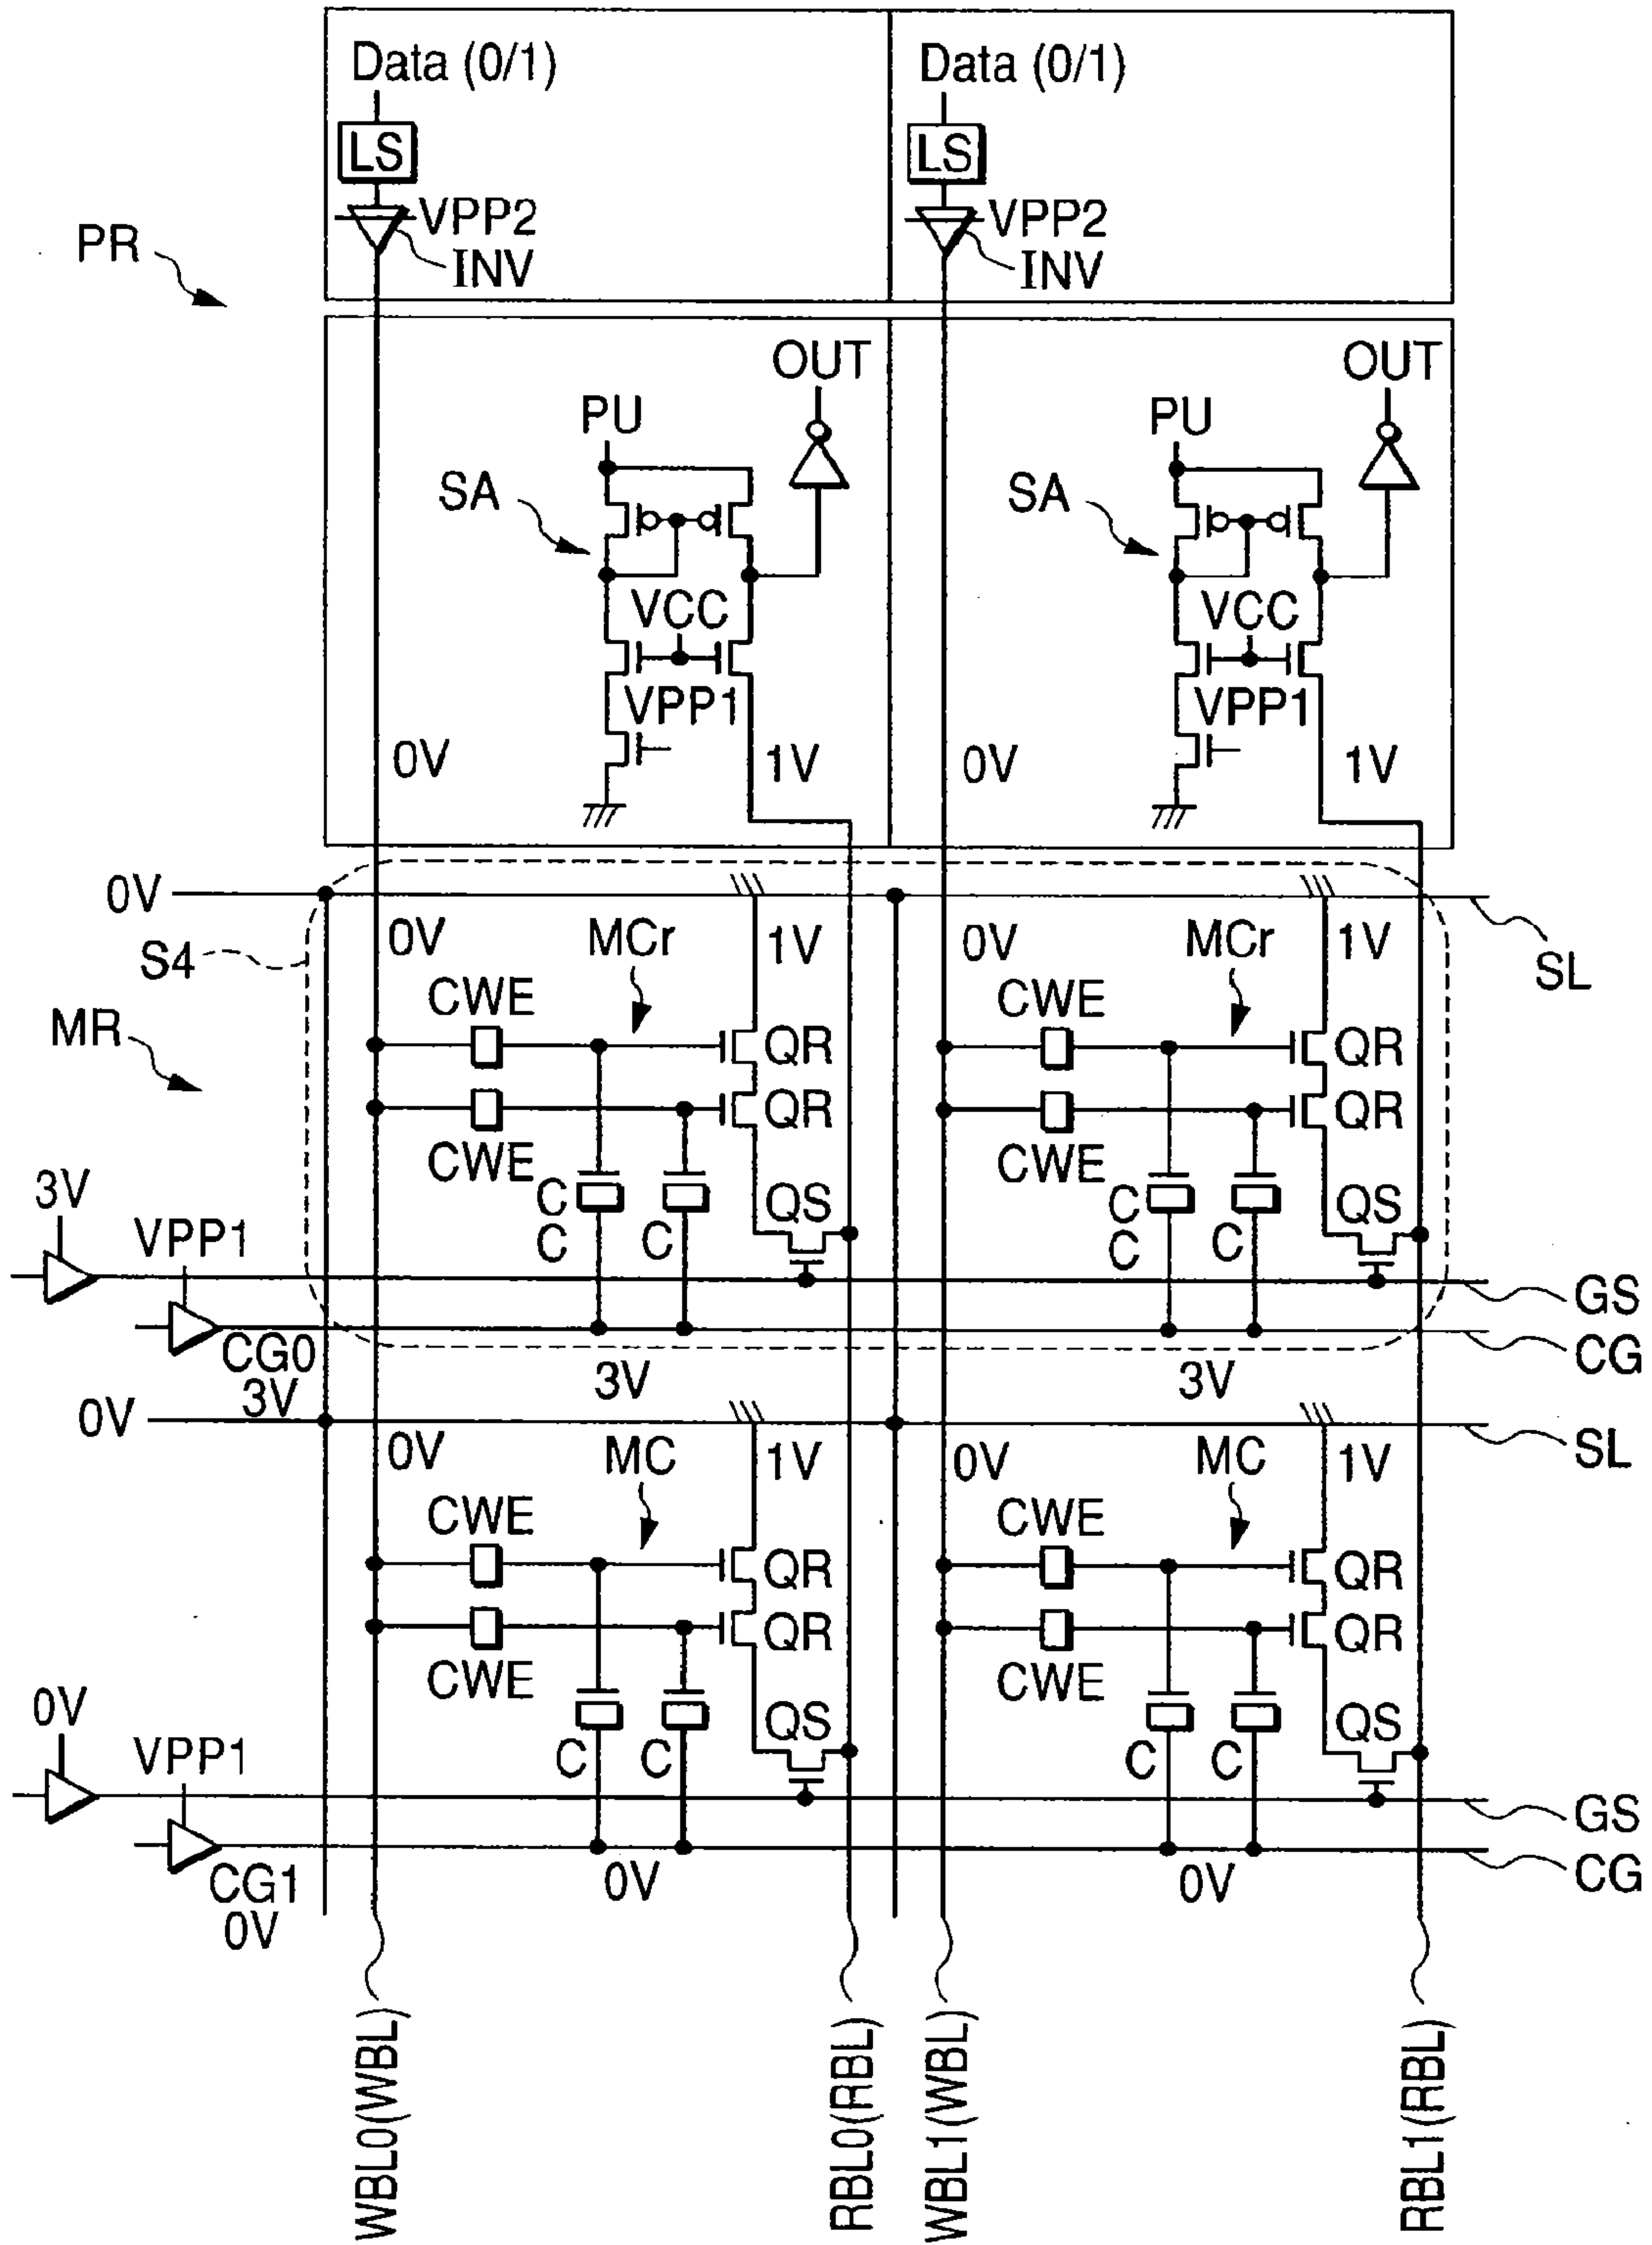 Data (0/1)
Data (0/1)
LS
LS
VPP2
VPP2
INV
INV
PR
OUT
OUT
PU
PU
SA
SA
VCC
VCC
VPP1
VPP1
0V
1V
0V
1V
0V
0V
MCr
1V
0V
MCr
1V
S4
SL
CWE
CWE
MR
QR
QR
QR
QR
CWE
CWE
3V
C
C
QS
C
C
QS
VPP1
C
C
GS
CG0
CG
3V
3V
3V
0V
0V
MC
1V
0V
MC
1V
SL
CWE
CWE
QR
QR
QR
QR
CWE
CWE
0V
QS
QS
VPP1
C
C
C
C
GS
CG1
0V
0V
CG
0V
WBL0(WBL)
RBL0(RBL)
WBL1(WBL)
RBL1(RBL)